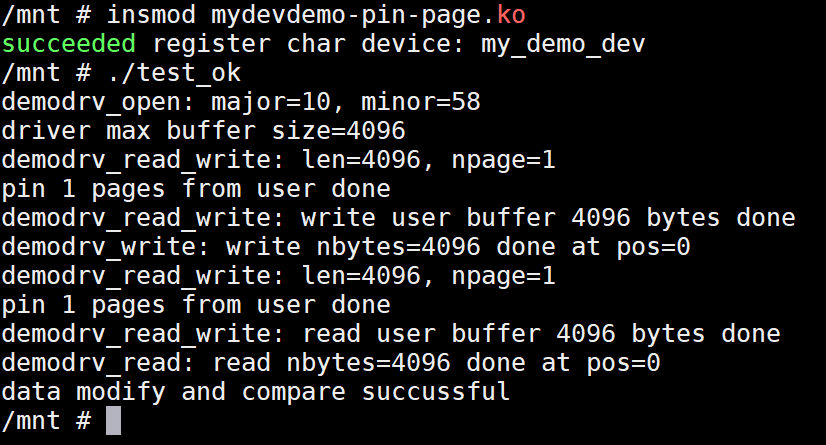 /mnt # insmod mydevdemo-pin-page.ko
succeeded register char device: my_demo_dev
/mnt # ./test_ok
demodrv_open: major=10, minor=58
driver max buffer size=4096
demodrv_read_write: len=4096, npage=1
pin 1 pages from user done
demodrv_read_write: write user buffer 4096 bytes done
demodrv_write: write nbytes=4096 done at pos=0
demodrv_read_write: len=4096, npage=1
pin 1 pages from user done
demodrv_read_write: read user buffer 4096 bytes done
demodrv_read: read nbytes=4096 done at pos=0
data modify and compare succussful
/mnt #